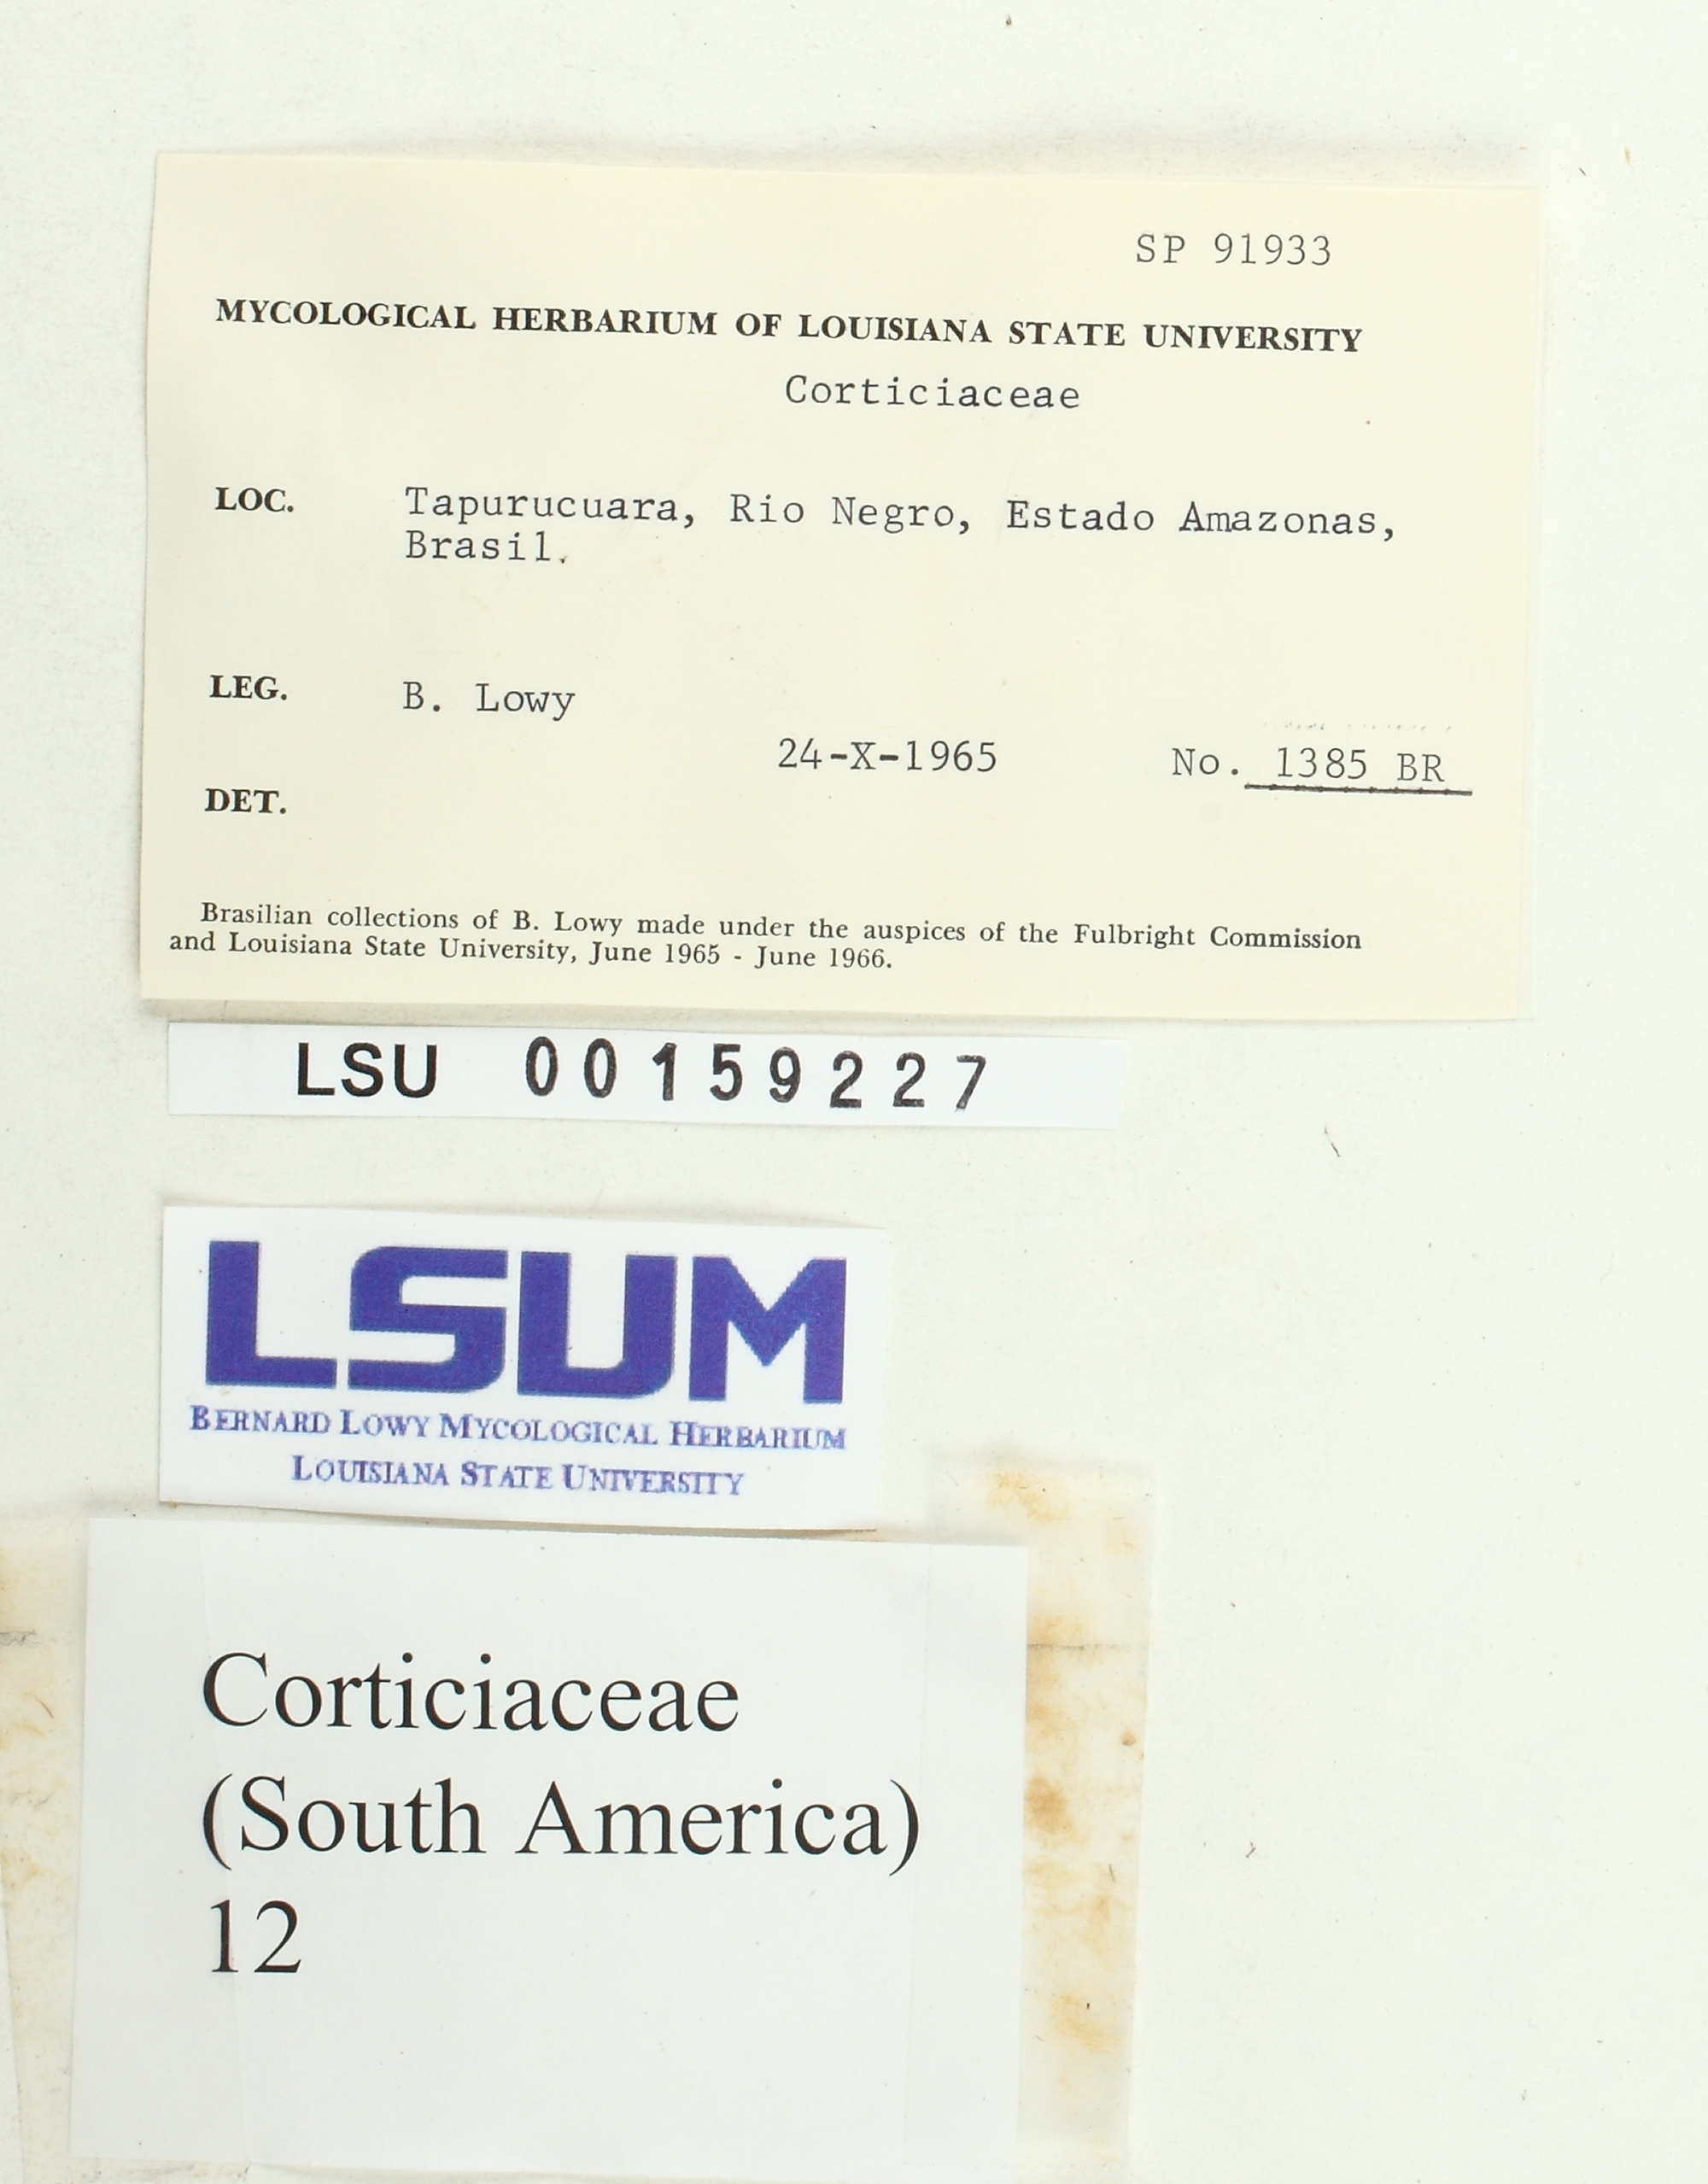 SP 91933
MYCOLOGICAL HERBARIUM OF LOUISIANA STATE UNIVERSITY
Corticiaceae
LOC. Tapurucuara, Rio Negro, Estado Amazonas,
Brasil.
LEG. B. Lowy
24-X-1965 No. 1385 BR
DET.
Brasilian collections of B. Lowy made under the auspices of the Fulbright Commission
and Louisiana State University, June 1965 - June 1966.
LSU 00159227
LSUM
BERNARD LOWY MYCOLOGICAL HERBARIUM
LOUISIANA STATE UNIVERSITY
Corticiaceae
(South America)
12